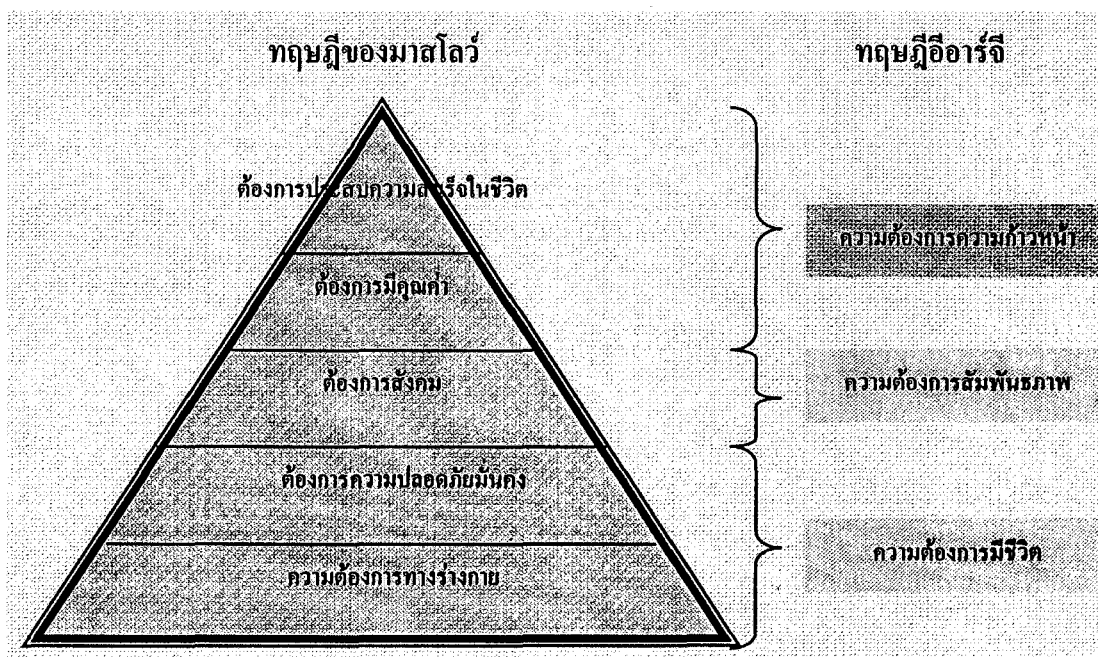 ทฤษฎีของมาสโลว์
ทฤษฎีอีอาร์จี
ต้องการประสบความสำเร็จในชีวิต
ความต้องการความก้าวหน้า
ต้องการมีคุณค่า
ต้องการสังคม
ความต้องการสัมพันธภาพ
ต้องการความปลอดภัยมั่นคง
ความต้องการมีชีวิต
ความต้องการทางร่างกาย